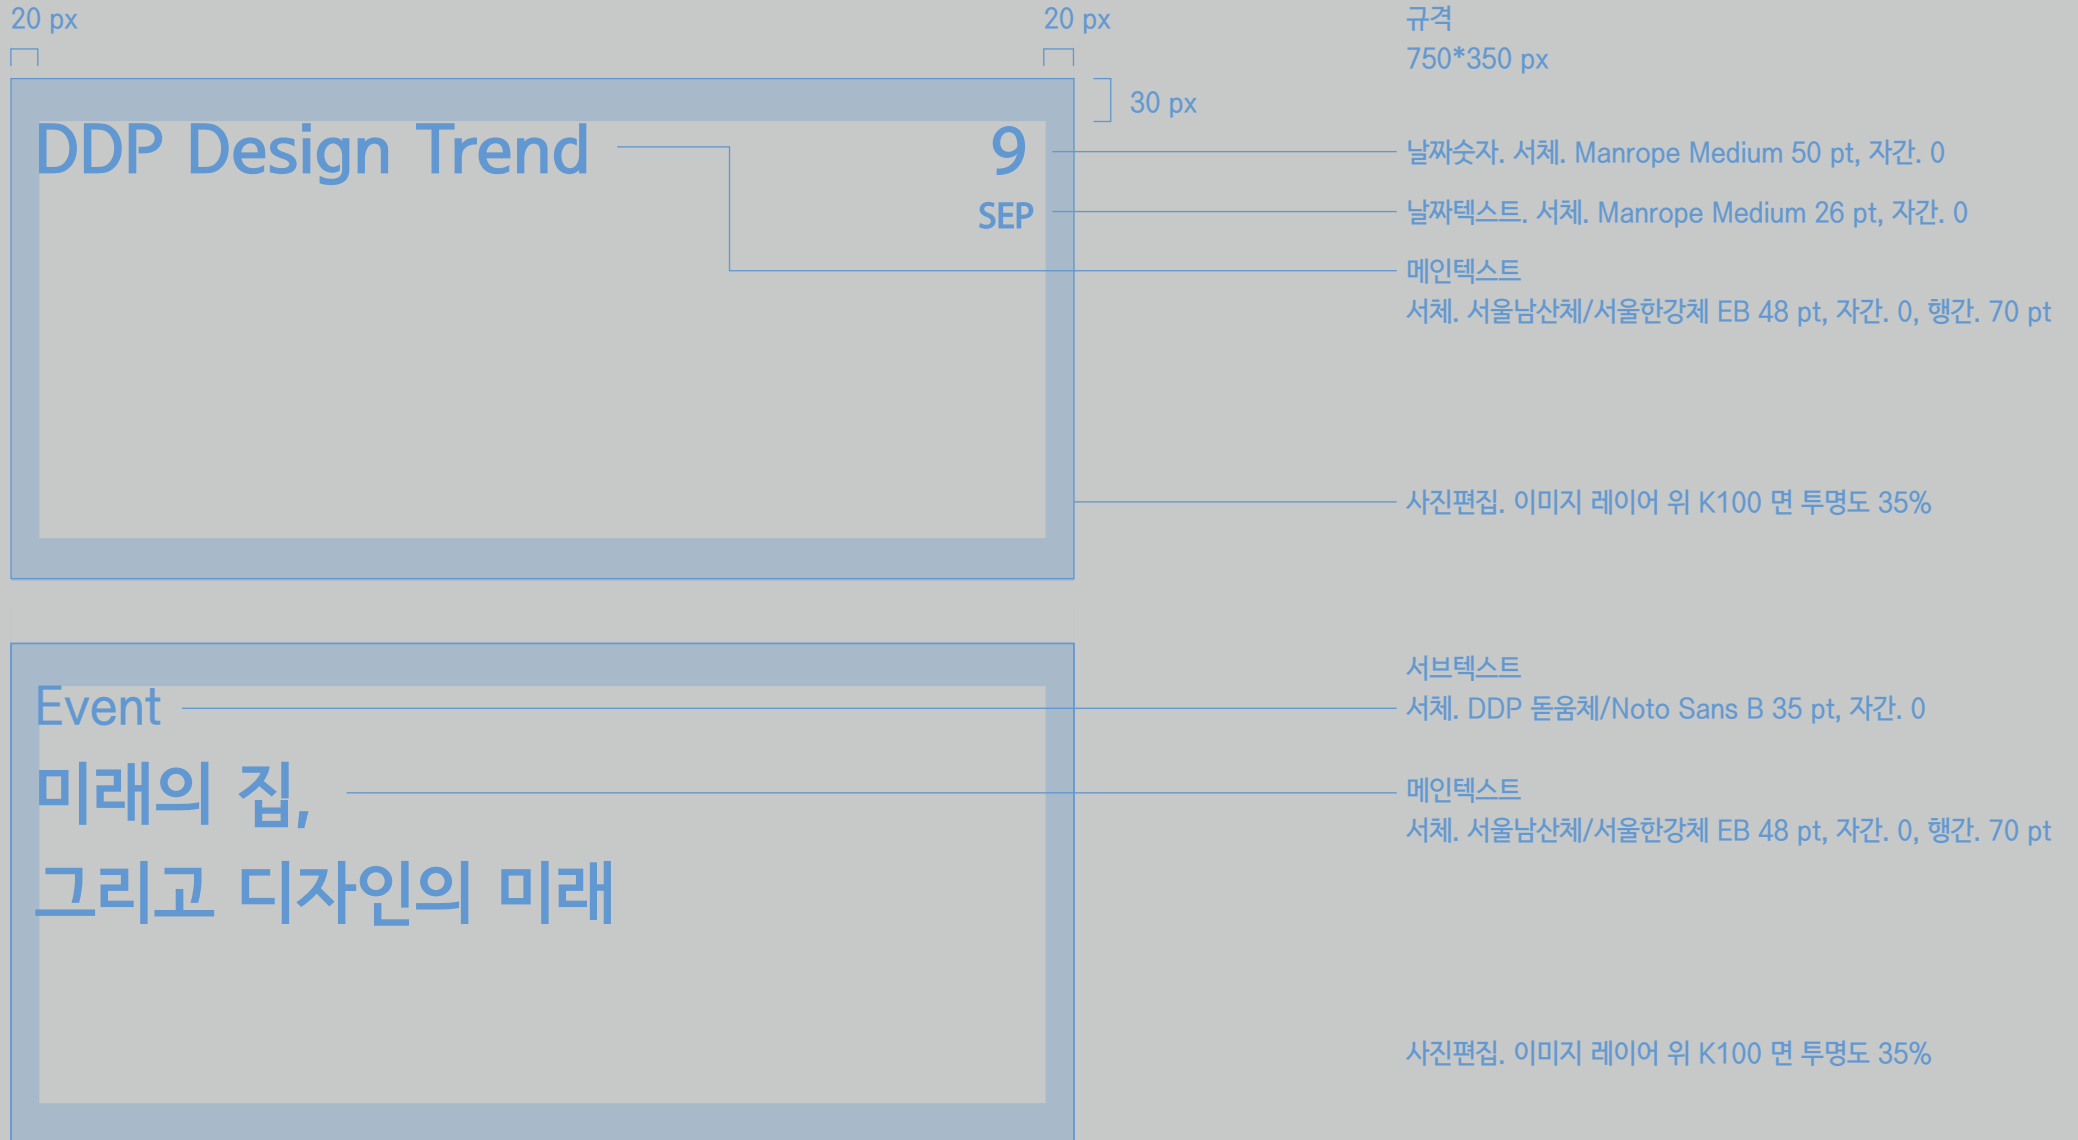 20 px
20 px
규격
750*350 px
30 px
DDP Design Trend
9
날짜숫자. 서체. Manrope Medium 50 pt, 자간. 0
SEP
날짜텍스트. 서체. Manrope Medium 26 pt, 자간. 0
메인텍스트
서체. 서울남산체/서울한강체 EB 48 pt, 자간. 0, 행간. 70 pt
사진편집. 이미지 레이어 위 K100 면 투명도 35%
서브텍스트
Event
서체. DDP 돋움체/Noto Sans B 35 pt, 자간. 0
미래의 집,
그리고 디자인의 미래
메인텍스트
서체. 서울남산체/서울한강체 EB 48 pt, 자간. 0, 행간. 70 pt
사진편집. 이미지 레이어 위 K100 면 투명도 35%